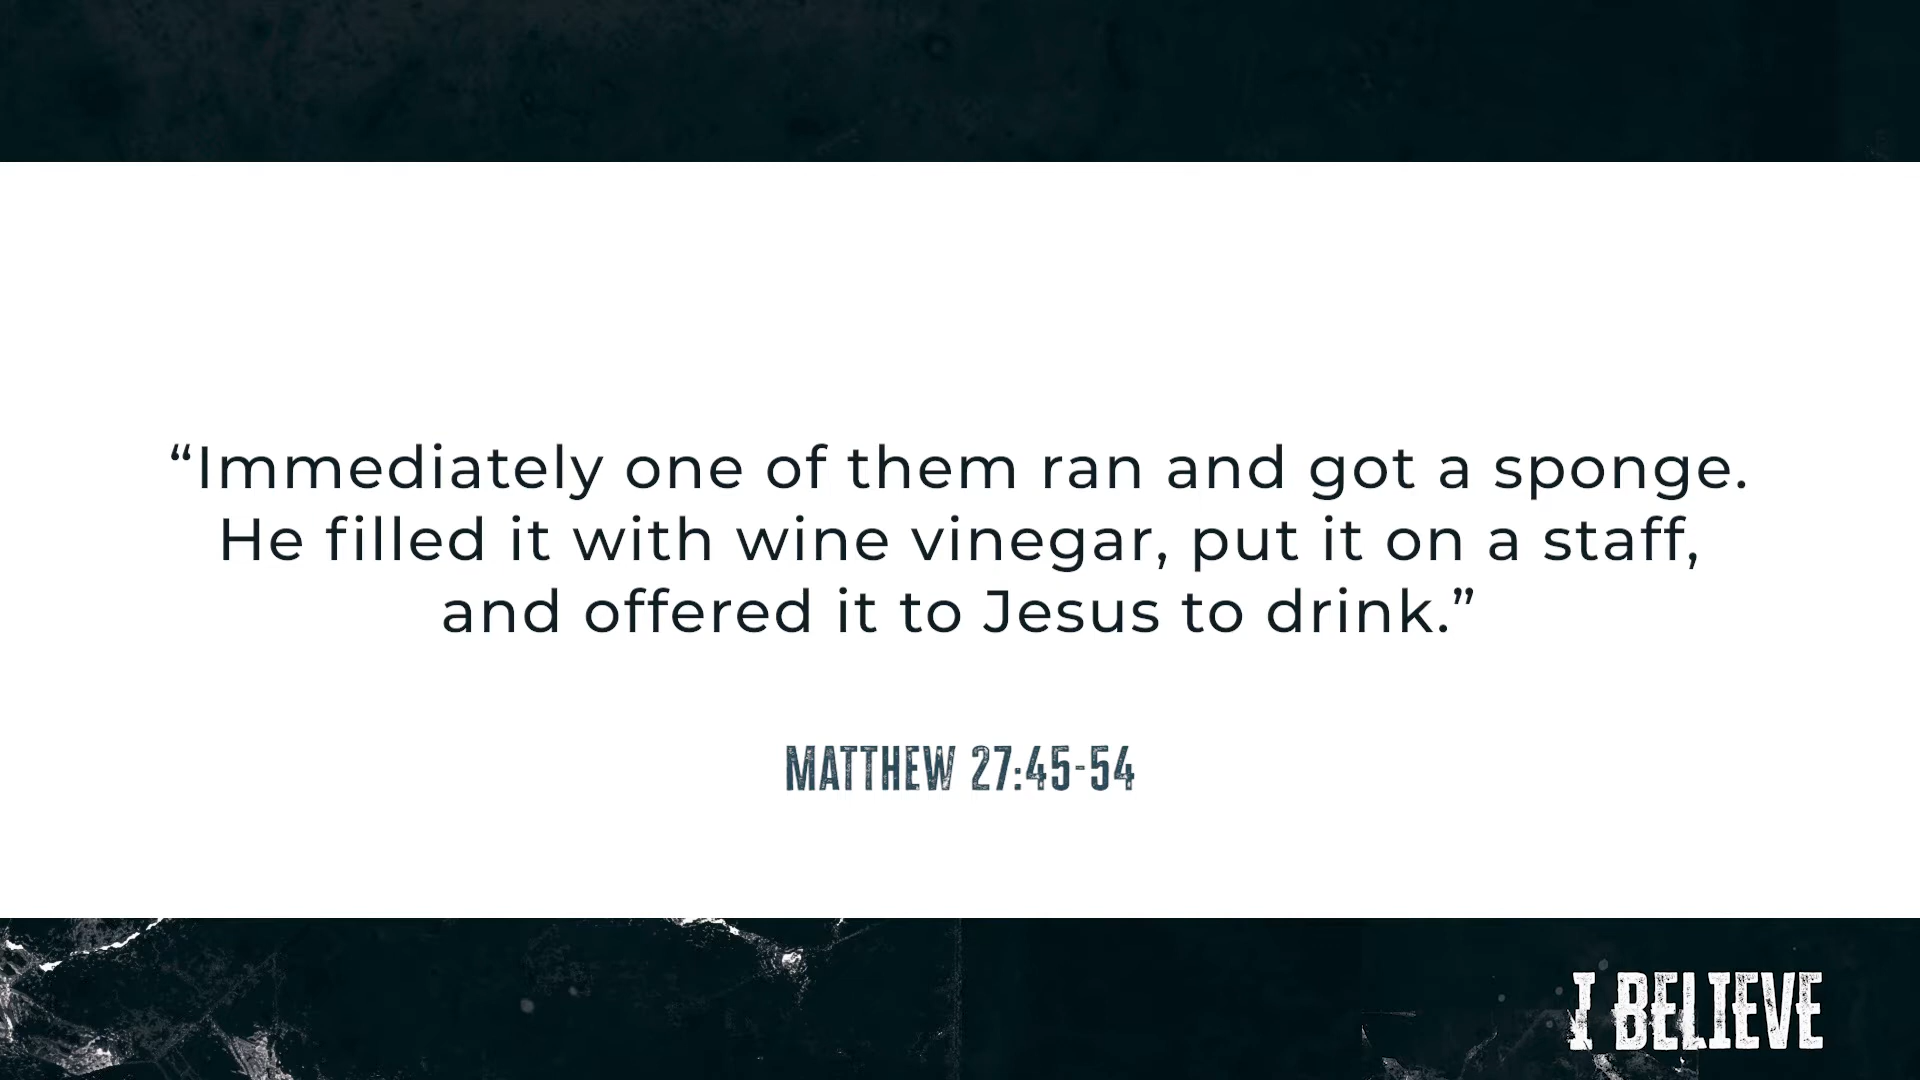 “Immediately one of them ran and got a sponge.
He filled it with wine vinegar, put it on a staff,
and offered it to Jesus to drink.”
MATTHEW 27:45-54
I BELIEVE